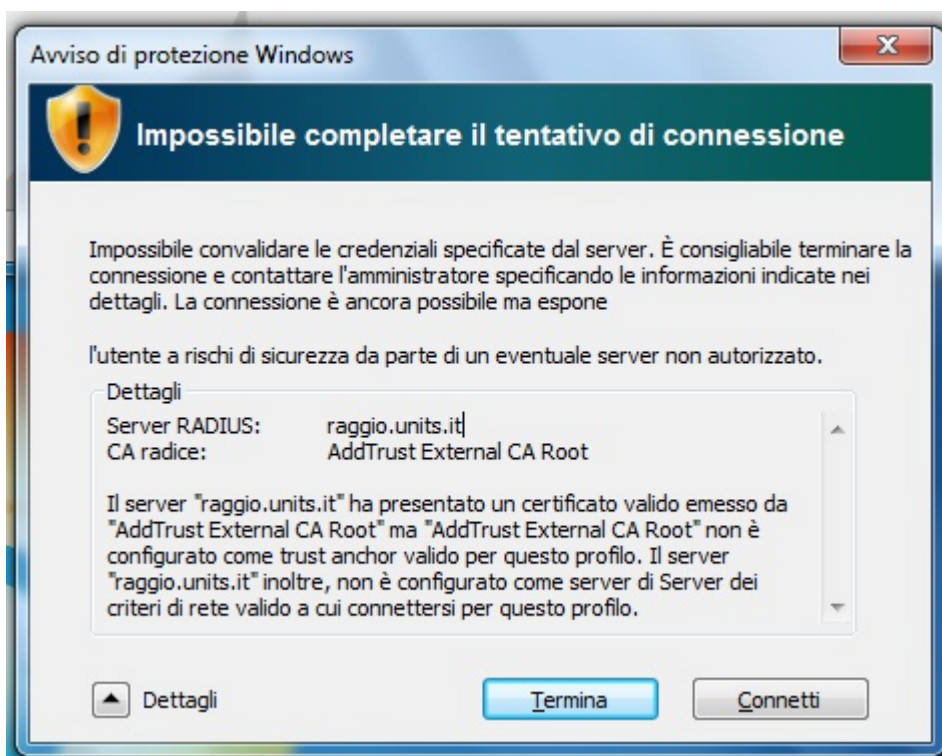 Avviso di protezione Windows
Impossibile completare il tentativo di connessione
Impossibile convalidare le credenziali specificate dal server. È consigliabile terminare la
connessione e contattare l'amministratore specificando le informazioni indicate nei
dettagli. La connessione è ancora possibile ma espone
l'utente a rischi di sicurezza da parte di un eventuale server non autorizzato.
Dettagli
Server RADIUS: raggio.units.it
CA radice: AddTrust External CA Root
Il server "raggio.units.it" ha presentato un certificato valido emesso da
"AddTrust External CA Root" ma "AddTrust External CA Root" non è
configurato come trust anchor valido per questo profilo. Il server
"raggio.units.it" inoltre, non è configurato come server di Server dei
criteri di rete valido a cui connettersi per questo profilo.
Dettagli Termina Connetti